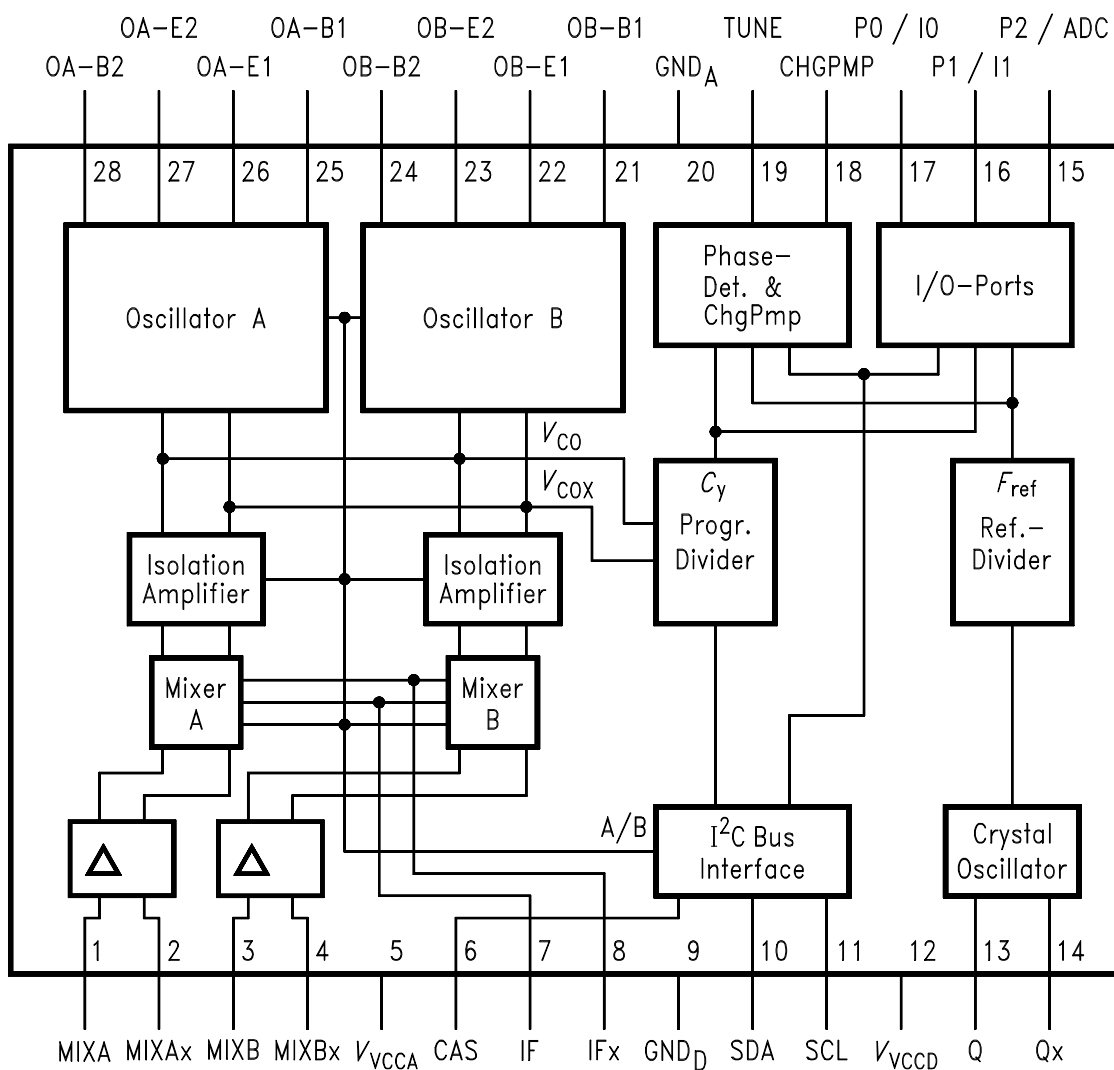 OA-E2 OA-B1 OB-E2 OB-B1 TUNE P0 / I0 P2 / ADC
OA-B2 OA-E1 OB-B2 OB-E1 GND_A CHGPMP P1 / I1
28 27 26 25 24 23 22 21 20 19 18 17 16 15
Oscillator A
Oscillator B
Phase-
Det. &
ChgPmp
I/O-Ports
V_CO
V_COX
C_y
Progr.
Divider
F_ref
Ref.-
Divider
Isolation
Amplifier
Isolation
Amplifier
Mixer
A
Mixer
B
A/B
I²C Bus
Interface
Crystal
Oscillator
1 2 3 4 5 6 7 8 9 10 11 12 13 14
MIXA MIXAx MIXB MIXBx V_VCCA CAS IF IFx GND_D SDA SCL V_VCCD Q Qx